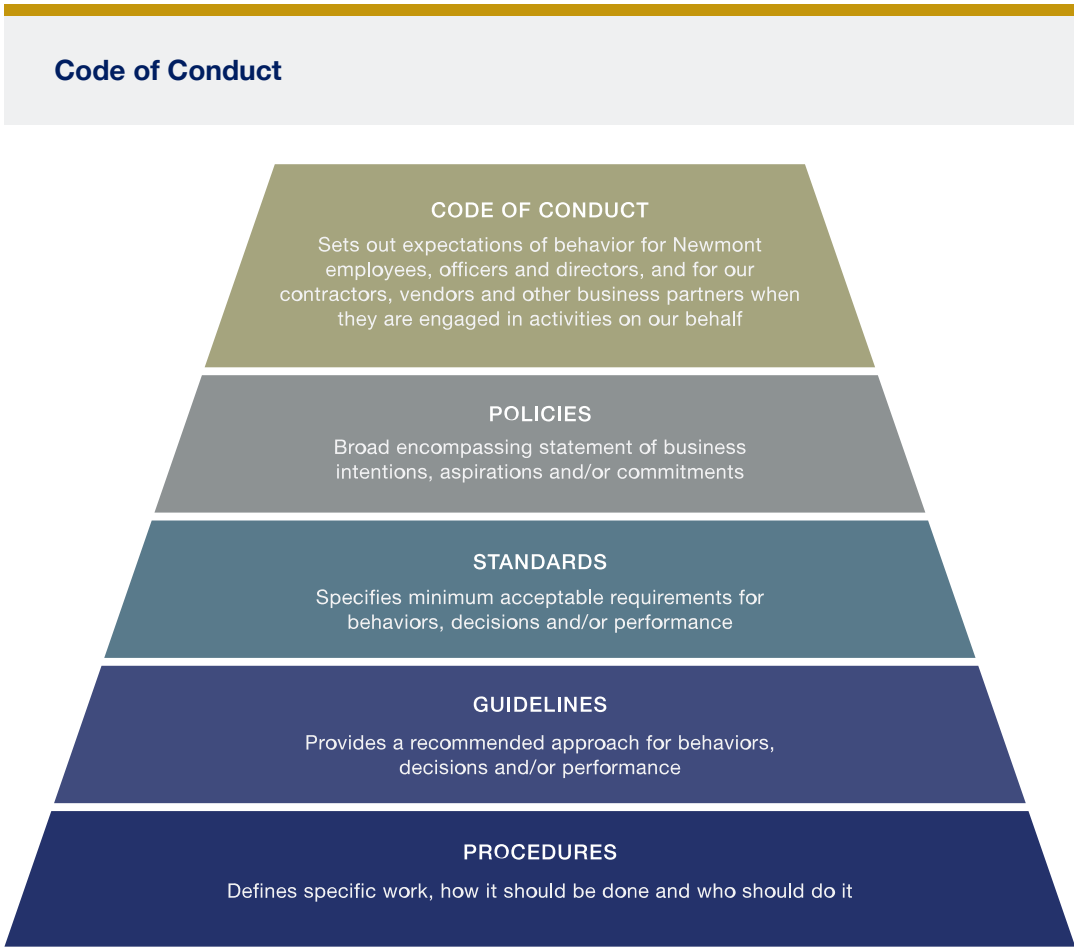 Code of Conduct
CODE OF CONDUCT
Sets out expectations of behavior for Newmont
employees, officers and directors, and for our
contractors, vendors and other business partners when
they are engaged in activities on our behalf
POLICIES
Broad encompassing statement of business
intentions, aspirations and/or commitments
STANDARDS
Specifies minimum acceptable requirements for
behaviors, decisions and/or performance
GUIDELINES
Provides a recommended approach for behaviors,
decisions and/or performance
PROCEDURES
Defines specific work, how it should be done and who should do it